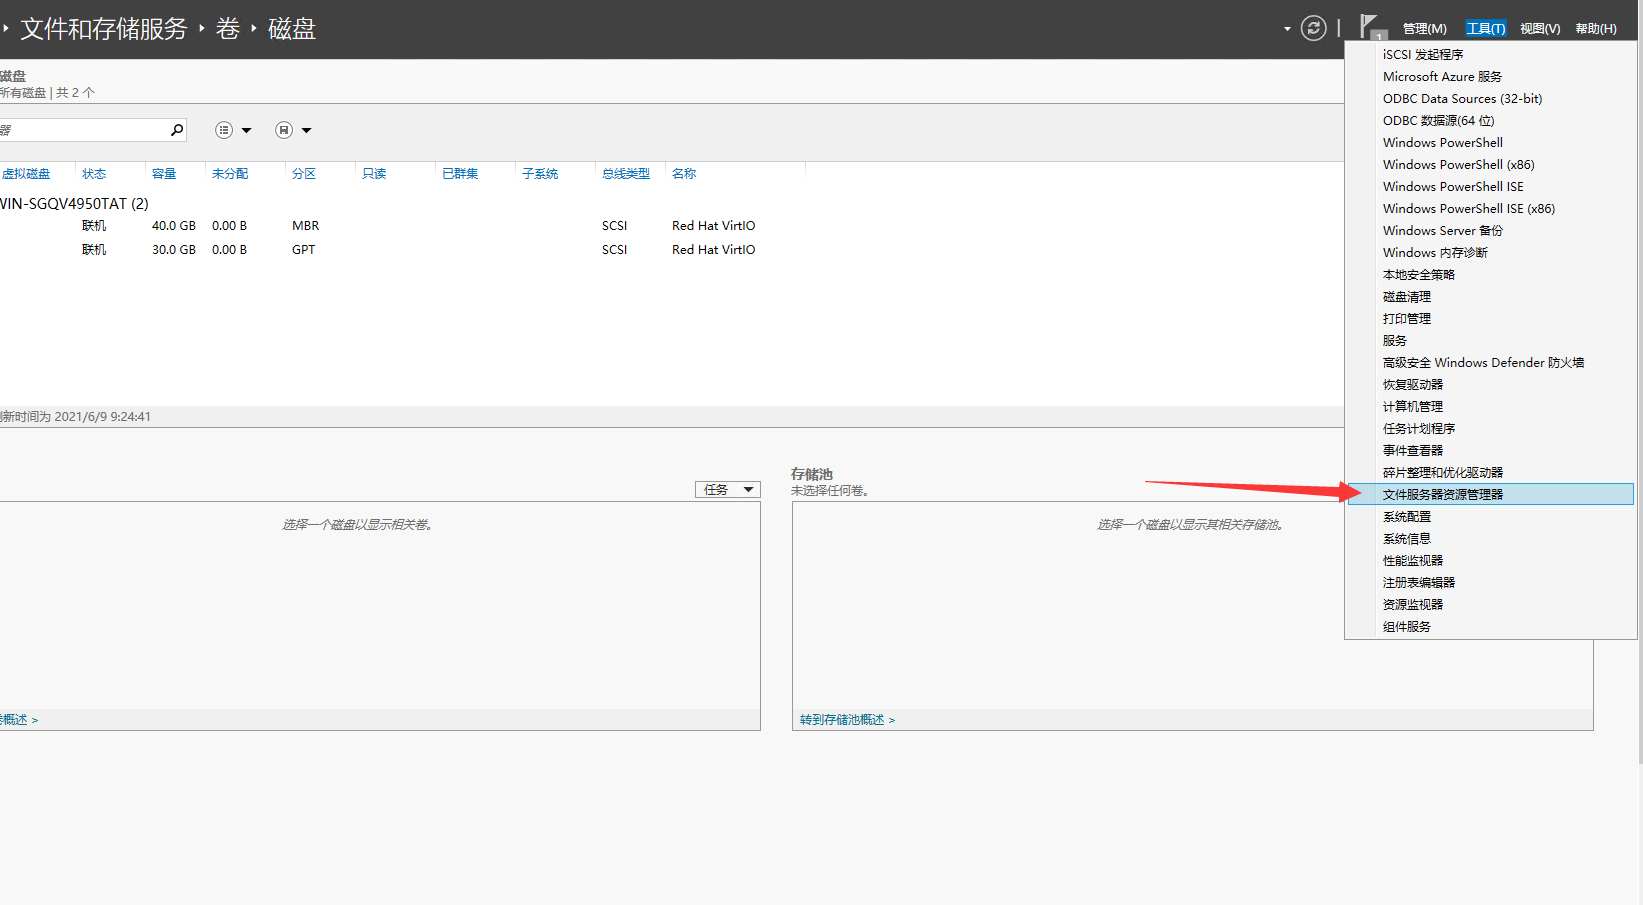 文件和存储服务 卷 磁盘
管理(M) 工具(T) 视图(V) 帮助(H)
1
磁盘
所有磁盘 | 共 2 个
器
虚拟磁盘 状态 容量 未分配 分区 只读 已群集 子系统 总线类型 名称
WIN-SGQV4950TAT (2)
联机 40.0 GB 0.00 B MBR SCSI Red Hat VirtIO
联机 30.0 GB 0.00 B GPT SCSI Red Hat VirtIO
刷新时间为 2021/6/9 9:24:41
任务
选择一个磁盘以显示相关卷。
卷概述 >
存储池
未选择任何卷。
选择一个磁盘以显示其相关存储池。
转到存储池概述 >
iSCSI 发起程序
Microsoft Azure 服务
ODBC Data Sources (32-bit)
ODBC 数据源(64 位)
Windows PowerShell
Windows PowerShell (x86)
Windows PowerShell ISE
Windows PowerShell ISE (x86)
Windows Server 备份
Windows 内存诊断
本地安全策略
磁盘清理
打印管理
服务
高级安全 Windows Defender 防火墙
恢复驱动器
计算机管理
任务计划程序
事件查看器
碎片整理和优化驱动器
文件服务器资源管理器
系统配置
系统信息
性能监视器
注册表编辑器
资源监视器
组件服务